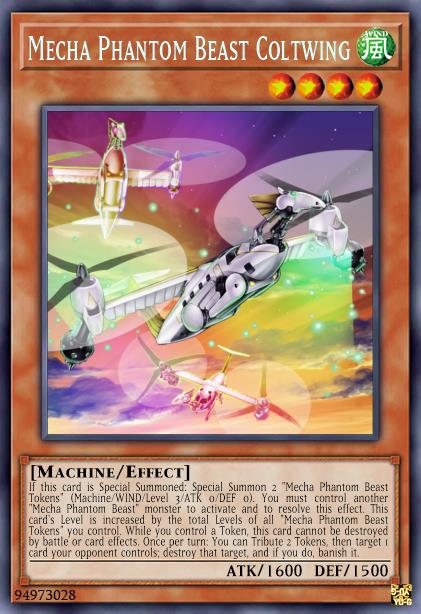 MECHA PHANTOM BEAST COLTWING
WIND
風
[MACHINE/EFFECT]
If this card is Special Summoned: Special Summon 2 "Mecha Phantom Beast
Tokens" (Machine/WIND/Level 3/ATK 0/DEF 0). You must control another
"Mecha Phantom Beast" monster to activate and to resolve this effect. This
card's Level is increased by the total Levels of all "Mecha Phantom Beast
Tokens" you control. While you control a Token, this card cannot be destroyed
by battle or card effects. Once per turn: You can Tribute 2 Tokens, then target 1
card your opponent controls; destroy that target, and if you do, banish it.
ATK/1600 DEF/1500
94973028